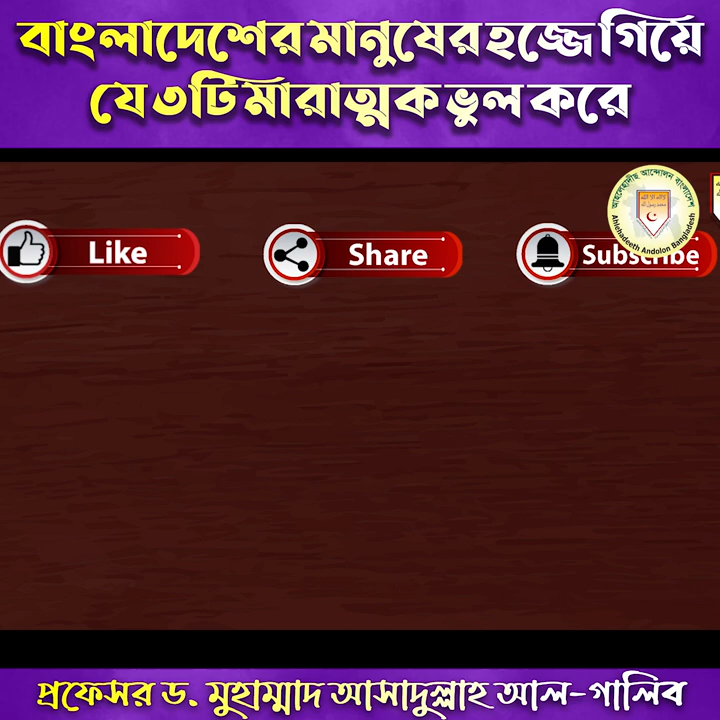 বাংলাদেশের মানুষের হজ্জে গিয়ে
যে ৩টি মারাত্মক ভুল করে
আহলেহাদীছ আন্দোলন বাংলাদেশ
Ahlehadeeth Andolon Bangladesh
Like
Share
Subscribe
প্রফেসর ড. মুহাম্মাদ আসাদুল্লাহ আল-গালিব